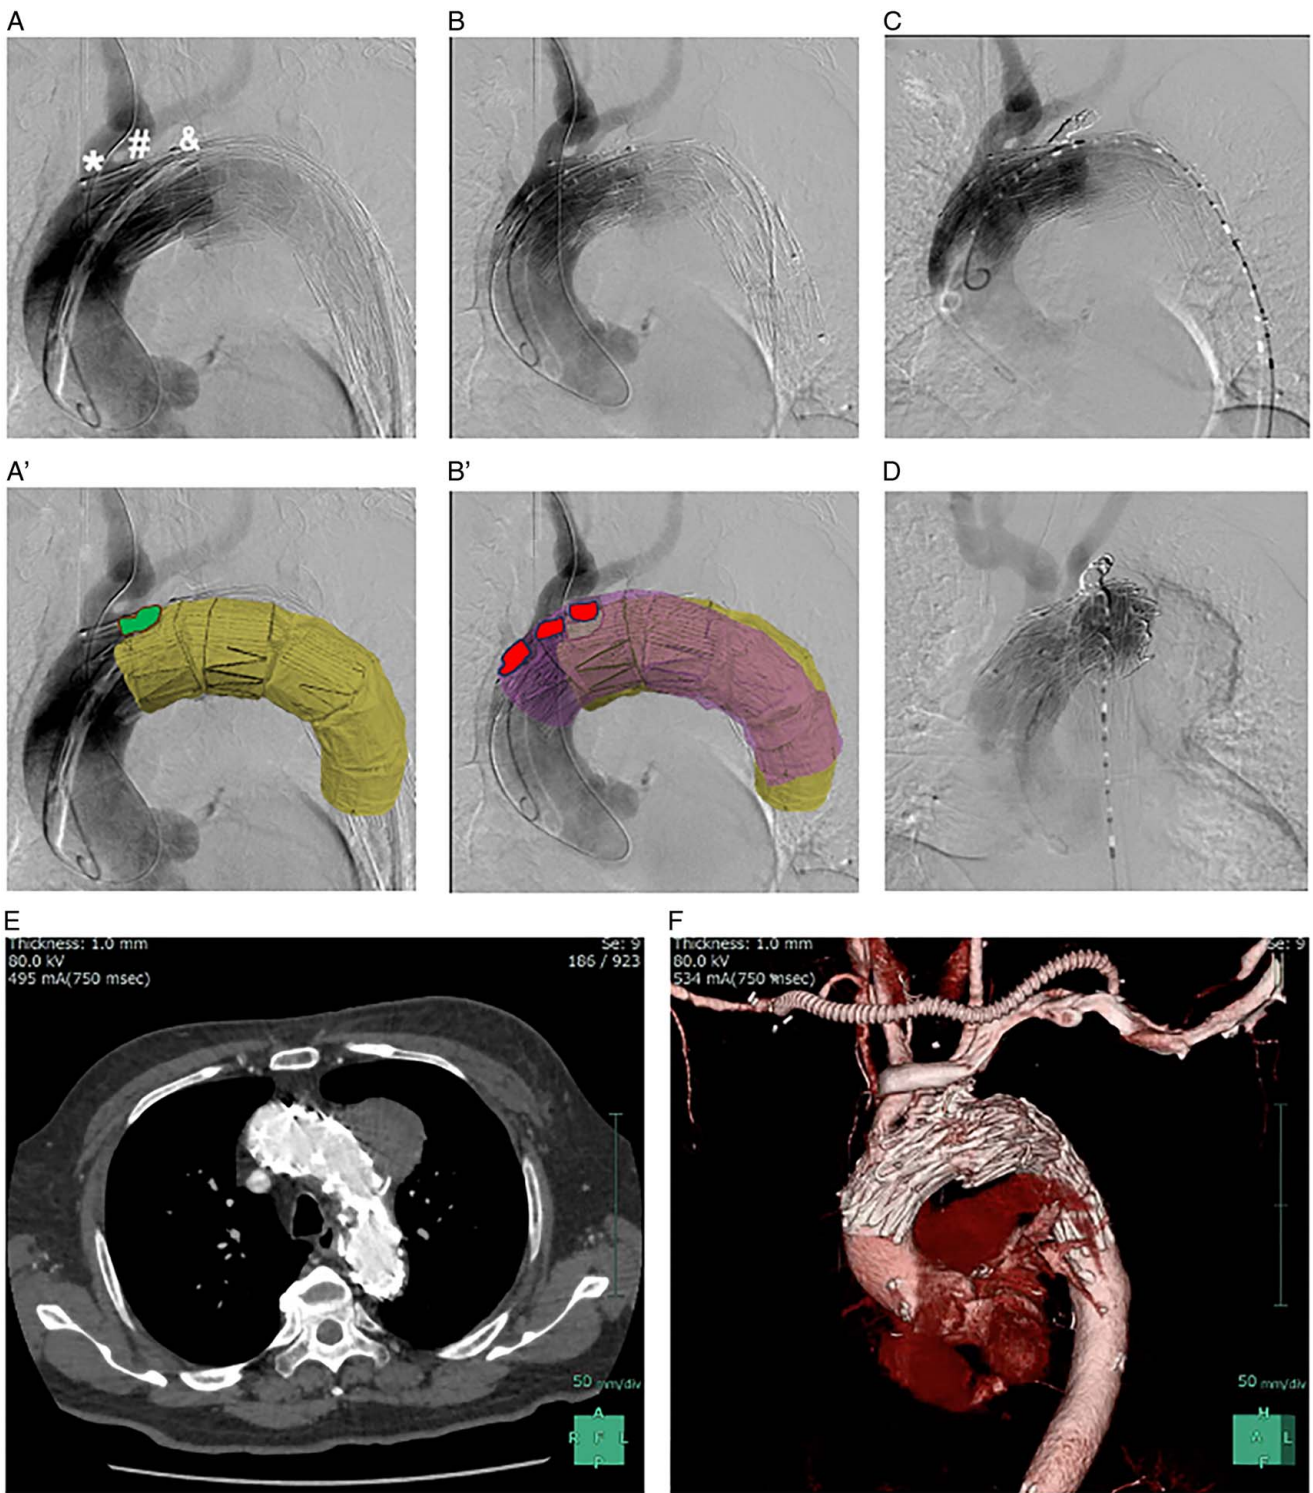 A
B
C
* # &
A’
B’
D
E
F
Thickness: 1.0 mm
80.0 kV
495 mA(750 msec)
Se: 9
186 / 923
50 mm/div
A
R F L
P
Thickness: 1.0 mm
80.0 kV
534 mA(750 msec)
Se: 9
50 mm/div
H
A L
F